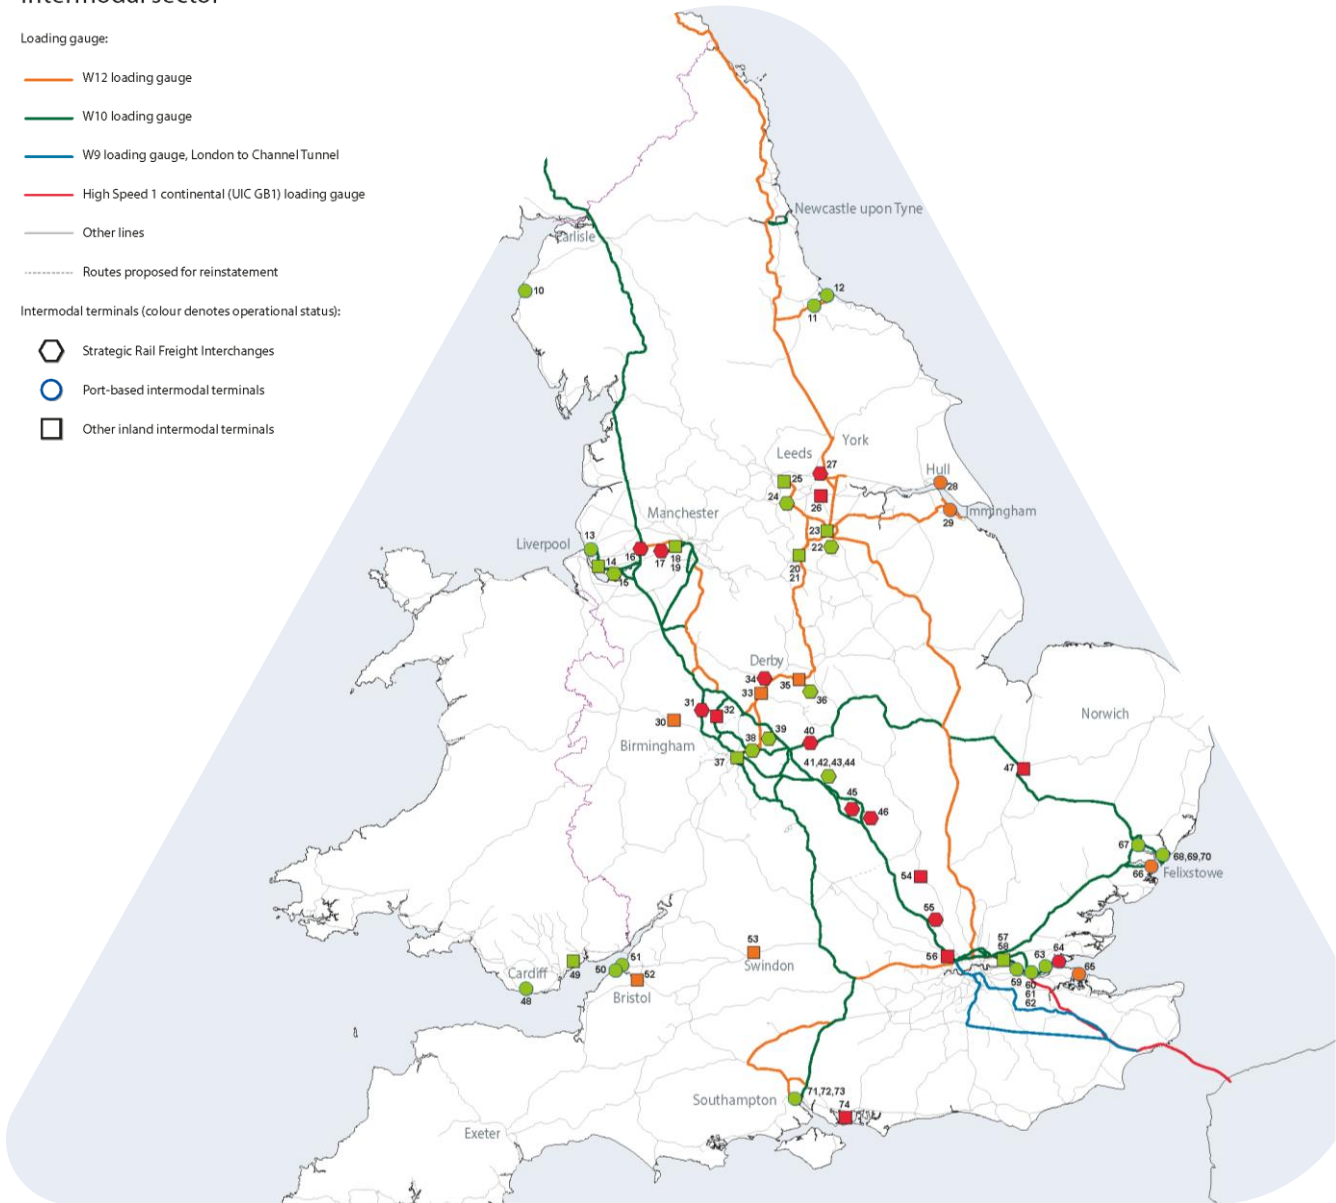 Intermodal sector
Loading gauge:
W12 loading gauge
W10 loading gauge
W9 loading gauge, London to Channel Tunnel
High Speed 1 continental (UIC GB1) loading gauge
Other lines
Routes proposed for reinstatement
Intermodal terminals (colour denotes operational status):
Strategic Rail Freight Interchanges
Port-based intermodal terminals
Other inland intermodal terminals
Newcastle upon Tyne
Carlisle
10
12
11
York
Leeds
27
25
Hull
28
24
26
Immingham
29
Manchester
23
13
Liverpool
16
17
18
19
22
14
15
20
21
Derby
34
35
33
36
31
32
30
Norwich
39
40
38
Birmingham
37
41,42,43,44
47
45
46
67
68,69,70
66
Felixstowe
54
55
57
58
53
51
56
63
64
Swindon
50
49
52
65
Cardiff
59
60
61
62
48
Bristol
71,72,73
Southampton
74
Exeter